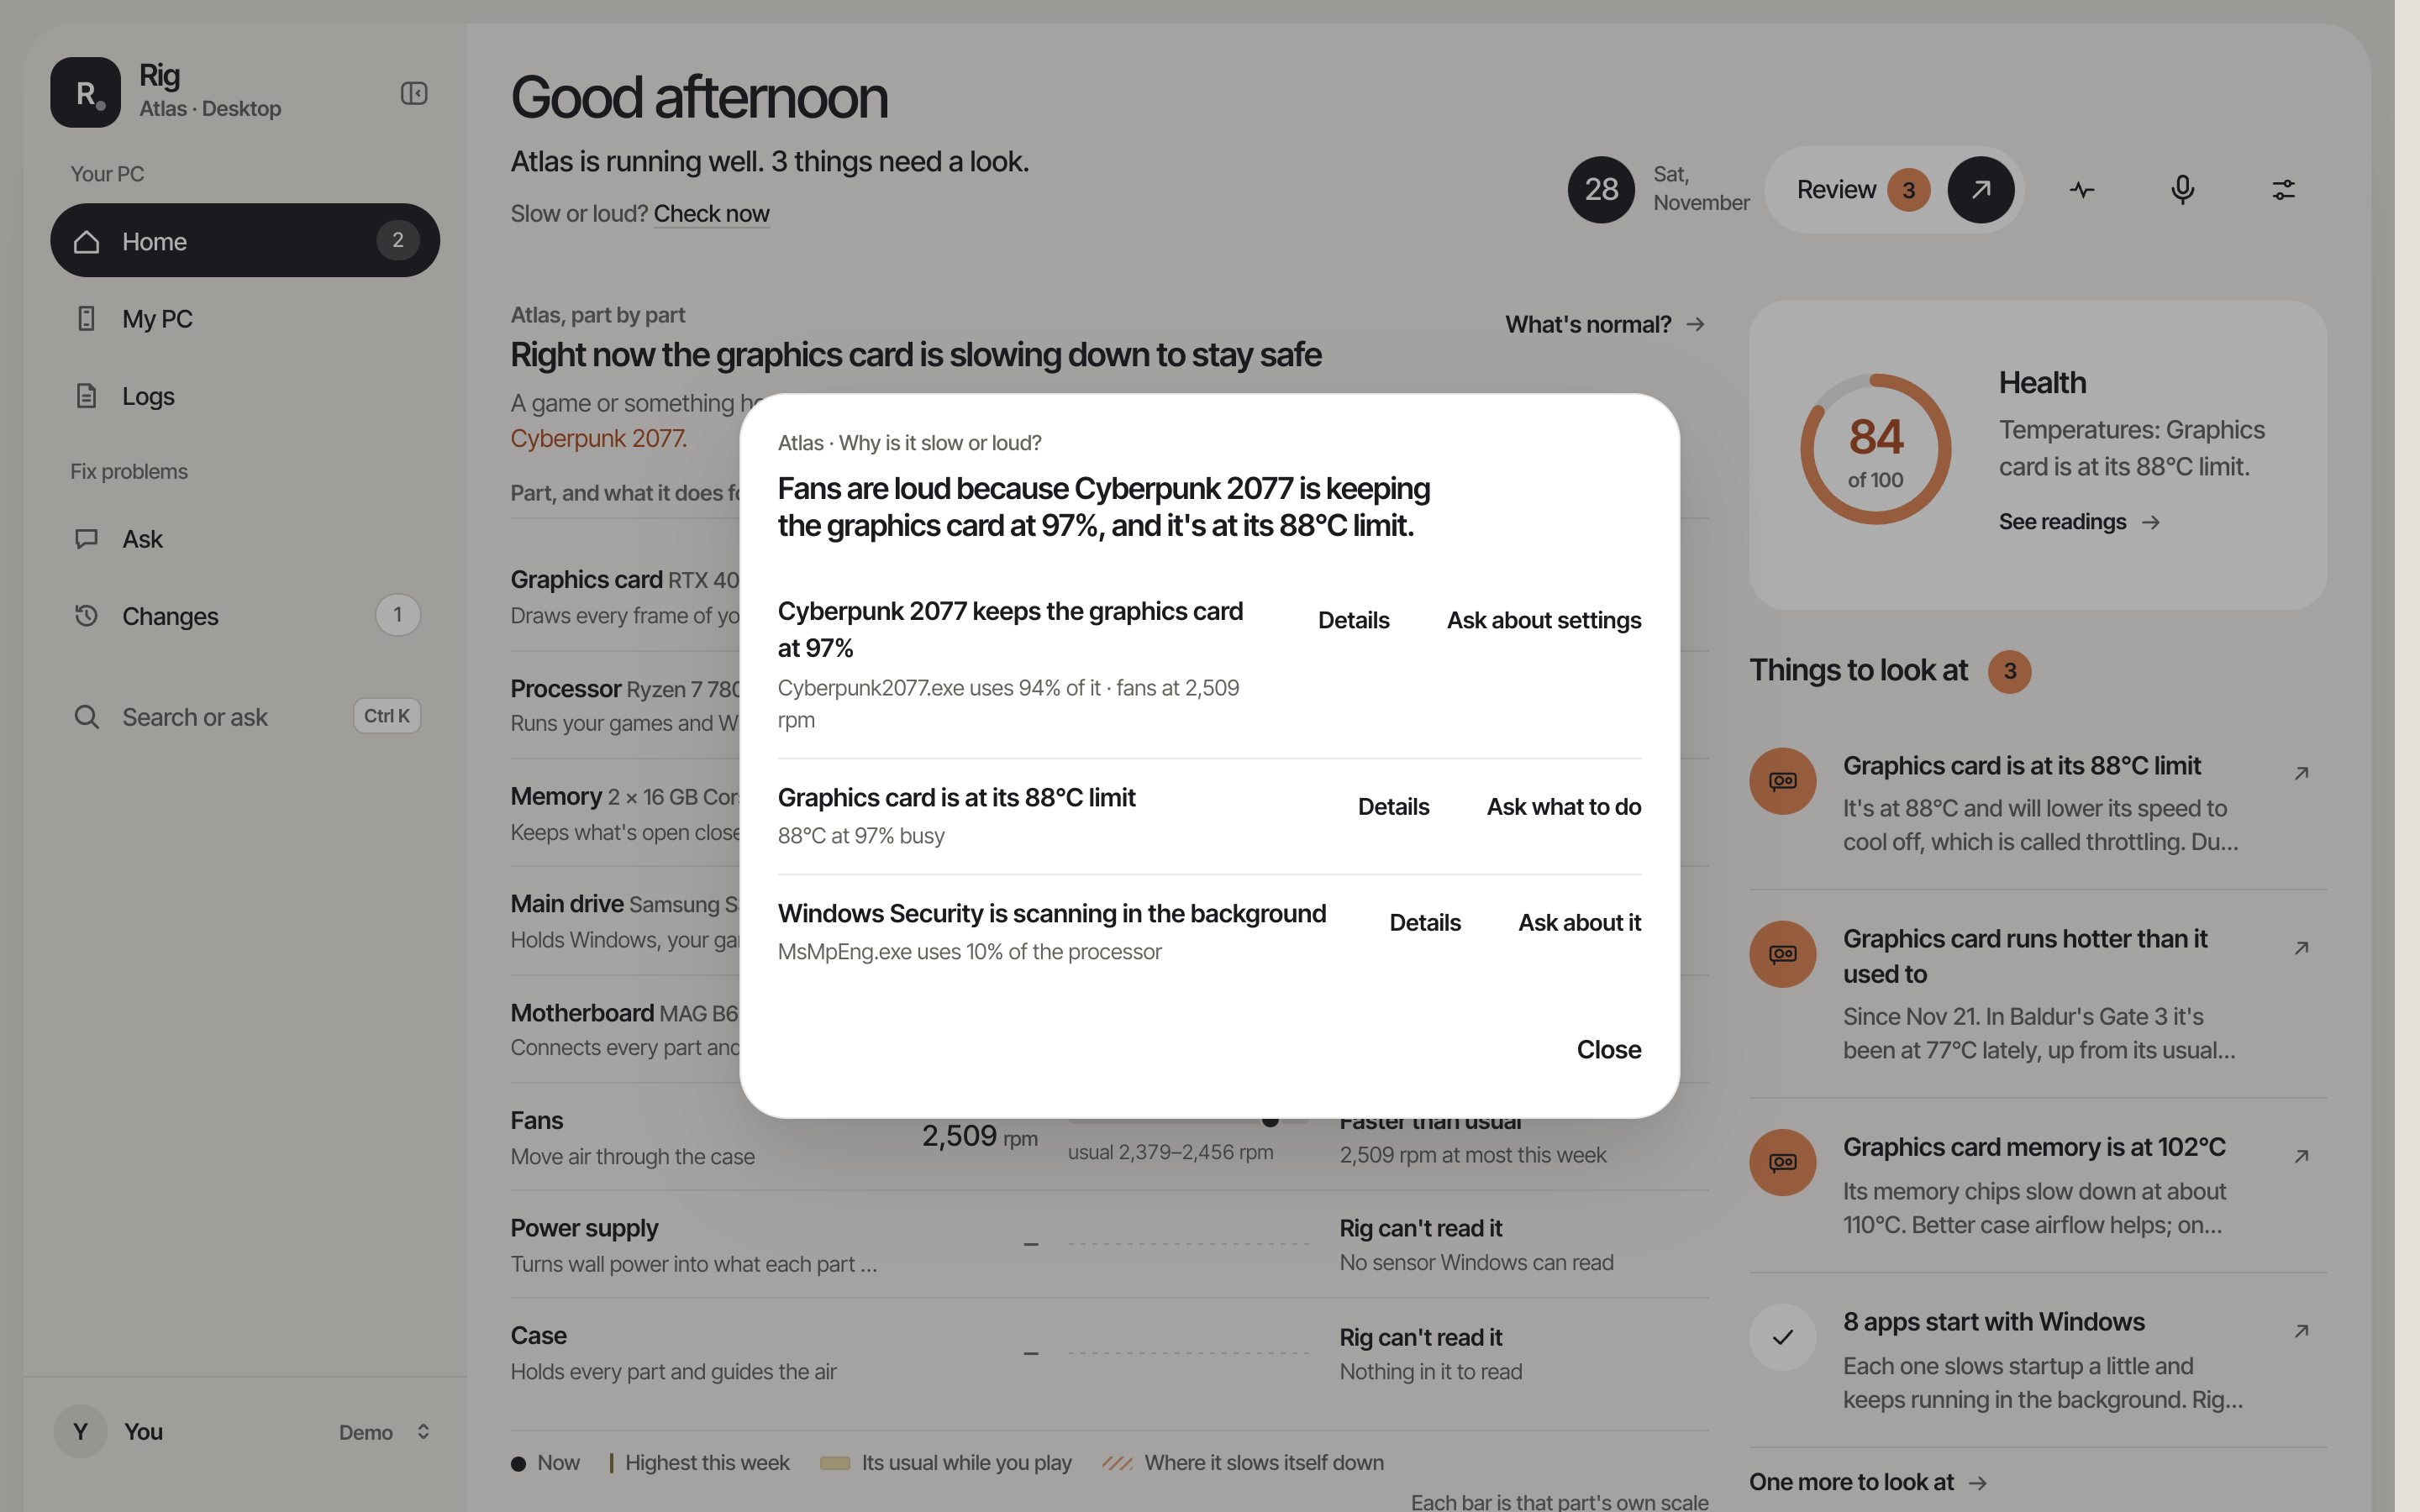 R.
Rig
Atlas · Desktop
Your PC
Home 2
My PC
Logs
Fix problems
Ask
Changes 1
Search or ask Ctrl K
Y You Demo
Good afternoon
Atlas is running well. 3 things need a look.
Slow or loud? Check now
28 Sat,
November
Review 3
Atlas, part by part
What's normal?
Right now the graphics card is slowing down to stay safe
A game or something
Cyberpunk 2077.
Part, and what it does
Graphics card RTX 40
Draws every frame of yo
Processor Ryzen 7 780
Runs your games and W
Memory 2 × 16 GB Cor
Keeps what's open close
Main drive Samsung S
Holds Windows, your ga
Motherboard MAG B6
Connects every part and
Fans
Move air through the case
2,509 rpm
usual 2,379–2,456 rpm
Faster than usual
2,509 rpm at most this week
Power supply
Turns wall power into what each part ...
–
Rig can't read it
No sensor Windows can read
Case
Holds every part and guides the air
–
Rig can't read it
Nothing in it to read
Now Highest this week Its usual while you play Where it slows itself down
Each bar is that part's own scale
Atlas · Why is it slow or loud?
Fans are loud because Cyberpunk 2077 is keeping
the graphics card at 97%, and it's at its 88°C limit.
Cyberpunk 2077 keeps the graphics card
at 97%
Cyberpunk2077.exe uses 94% of it · fans at 2,509
rpm
Details Ask about settings
Graphics card is at its 88°C limit
88°C at 97% busy
Details Ask what to do
Windows Security is scanning in the background
MsMpEng.exe uses 10% of the processor
Details Ask about it
Close
84
of 100
Health
Temperatures: Graphics
card is at its 88°C limit.
See readings
Things to look at 3
Graphics card is at its 88°C limit
It's at 88°C and will lower its speed to
cool off, which is called throttling. Du...
Graphics card runs hotter than it
used to
Since Nov 21. In Baldur's Gate 3 it's
been at 77°C lately, up from its usual...
Graphics card memory is at 102°C
Its memory chips slow down at about
110°C. Better case airflow helps; on...
8 apps start with Windows
Each one slows startup a little and
keeps running in the background. Rig...
One more to look at